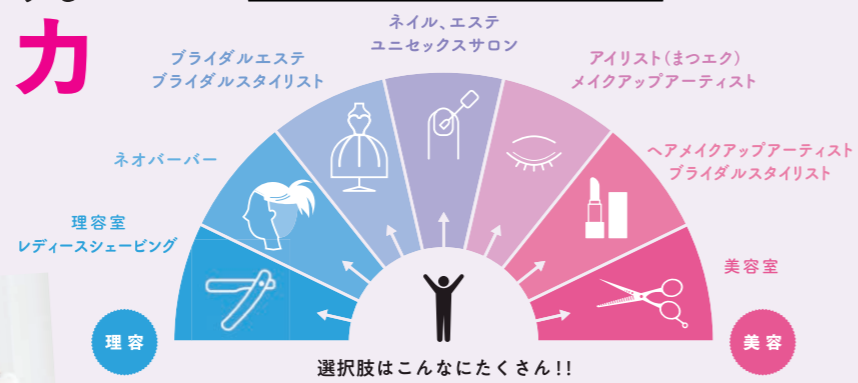 カ
ネイル、エステ
ユニセックスサロン
ブライダルエステ
ブライダルスタイリスト
アイリスト(まつエク)
メイクアップアーティスト
ネオバーバー
ヘアメイクアップアーティスト
ブライダルスタイリスト
理容室
レディースシェービング
美容室
理容
美容
選択肢はこんなにたくさん!!